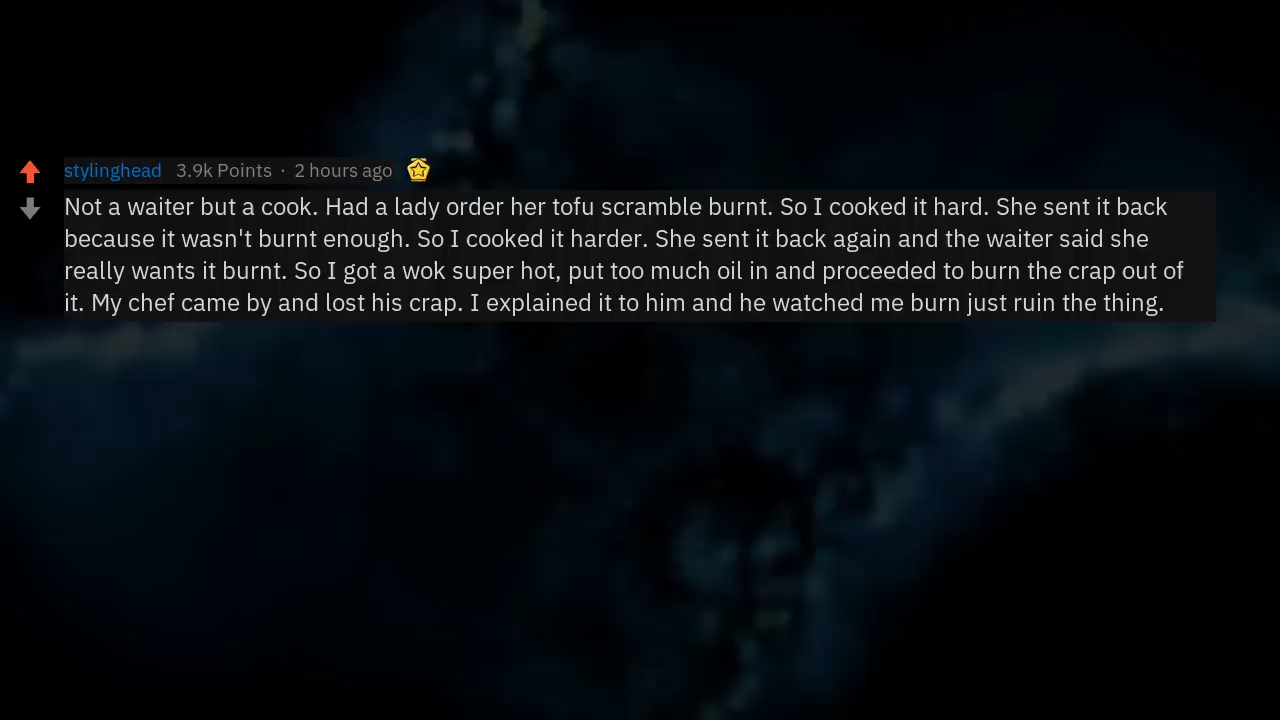 stylinghead 3.9k Points · 2 hours ago
Not a waiter but a cook. Had a lady order her tofu scramble burnt. So I cooked it hard. She sent it back
because it wasn't burnt enough. So I cooked it harder. She sent it back again and the waiter said she
really wants it burnt. So I got a wok super hot, put too much oil in and proceeded to burn the crap out of
it. My chef came by and lost his crap. I explained it to him and he watched me burn just ruin the thing.